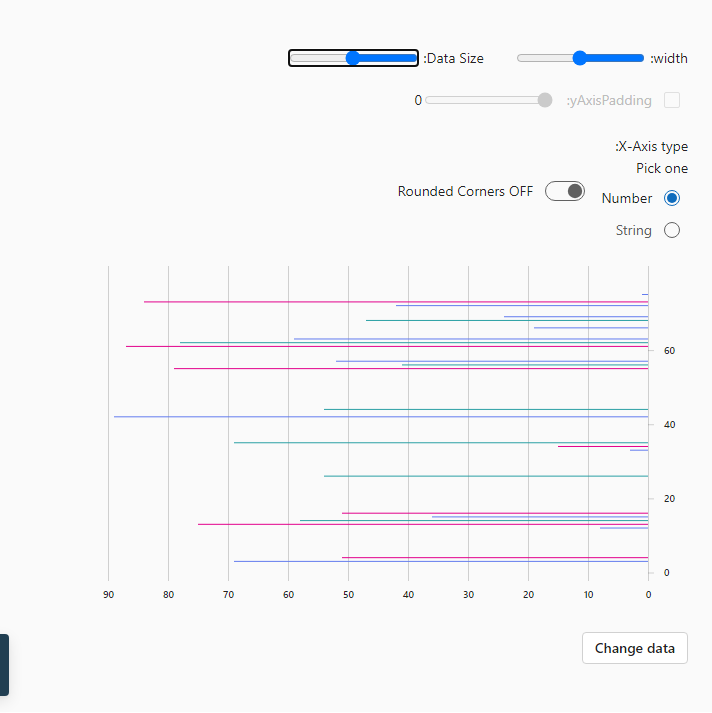 :width
:Data Size
:yAxisPadding
0
:X-Axis type
Pick one
Number
Rounded Corners OFF
String
60
40
20
0
90 80 70 60 50 40 30 20 10 0
Change data